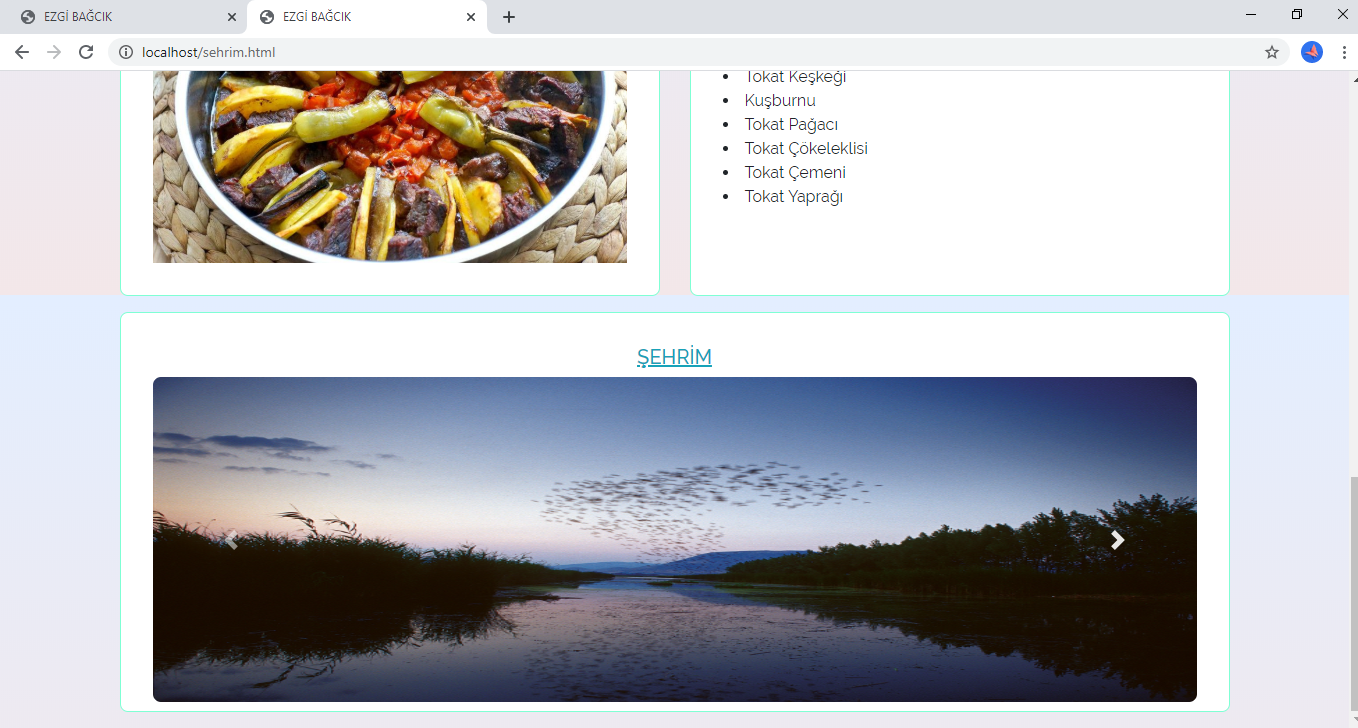 EZGİ BAĞCIK
EZGİ BAĞCIK
localhost/sehrim.html
Tokat Keşkeği
Kuşburnu
Tokat Pağacı
Tokat Çökeleklisi
Tokat Çemeni
Tokat Yaprağı
ŞEHRİM